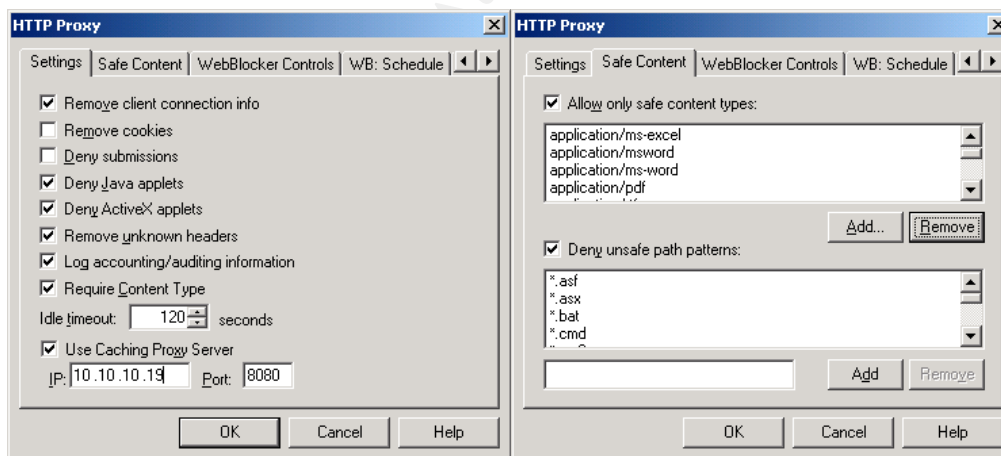 HTTP Proxy
Settings Safe Content WebBlocker Controls WB: Schedule
Remove client connection info
Remove cookies
Deny submissions
Deny Java applets
Deny ActiveX applets
Remove unknown headers
Log accounting/auditing information
Require Content Type
Idle timeout: 120 seconds
Use Caching Proxy Server
IP: 10 .10 .10 .19 Port: 8080
OK Cancel Help
HTTP Proxy
Settings Safe Content WebBlocker Controls WB: Schedule
Allow only safe content types:
application/ms-excel
application/msword
application/ms-word
application/pdf
Add... Remove
Deny unsafe path patterns:
*.asf
*.asx
*.bat
*.cmd
Add Remove
OK Cancel Help